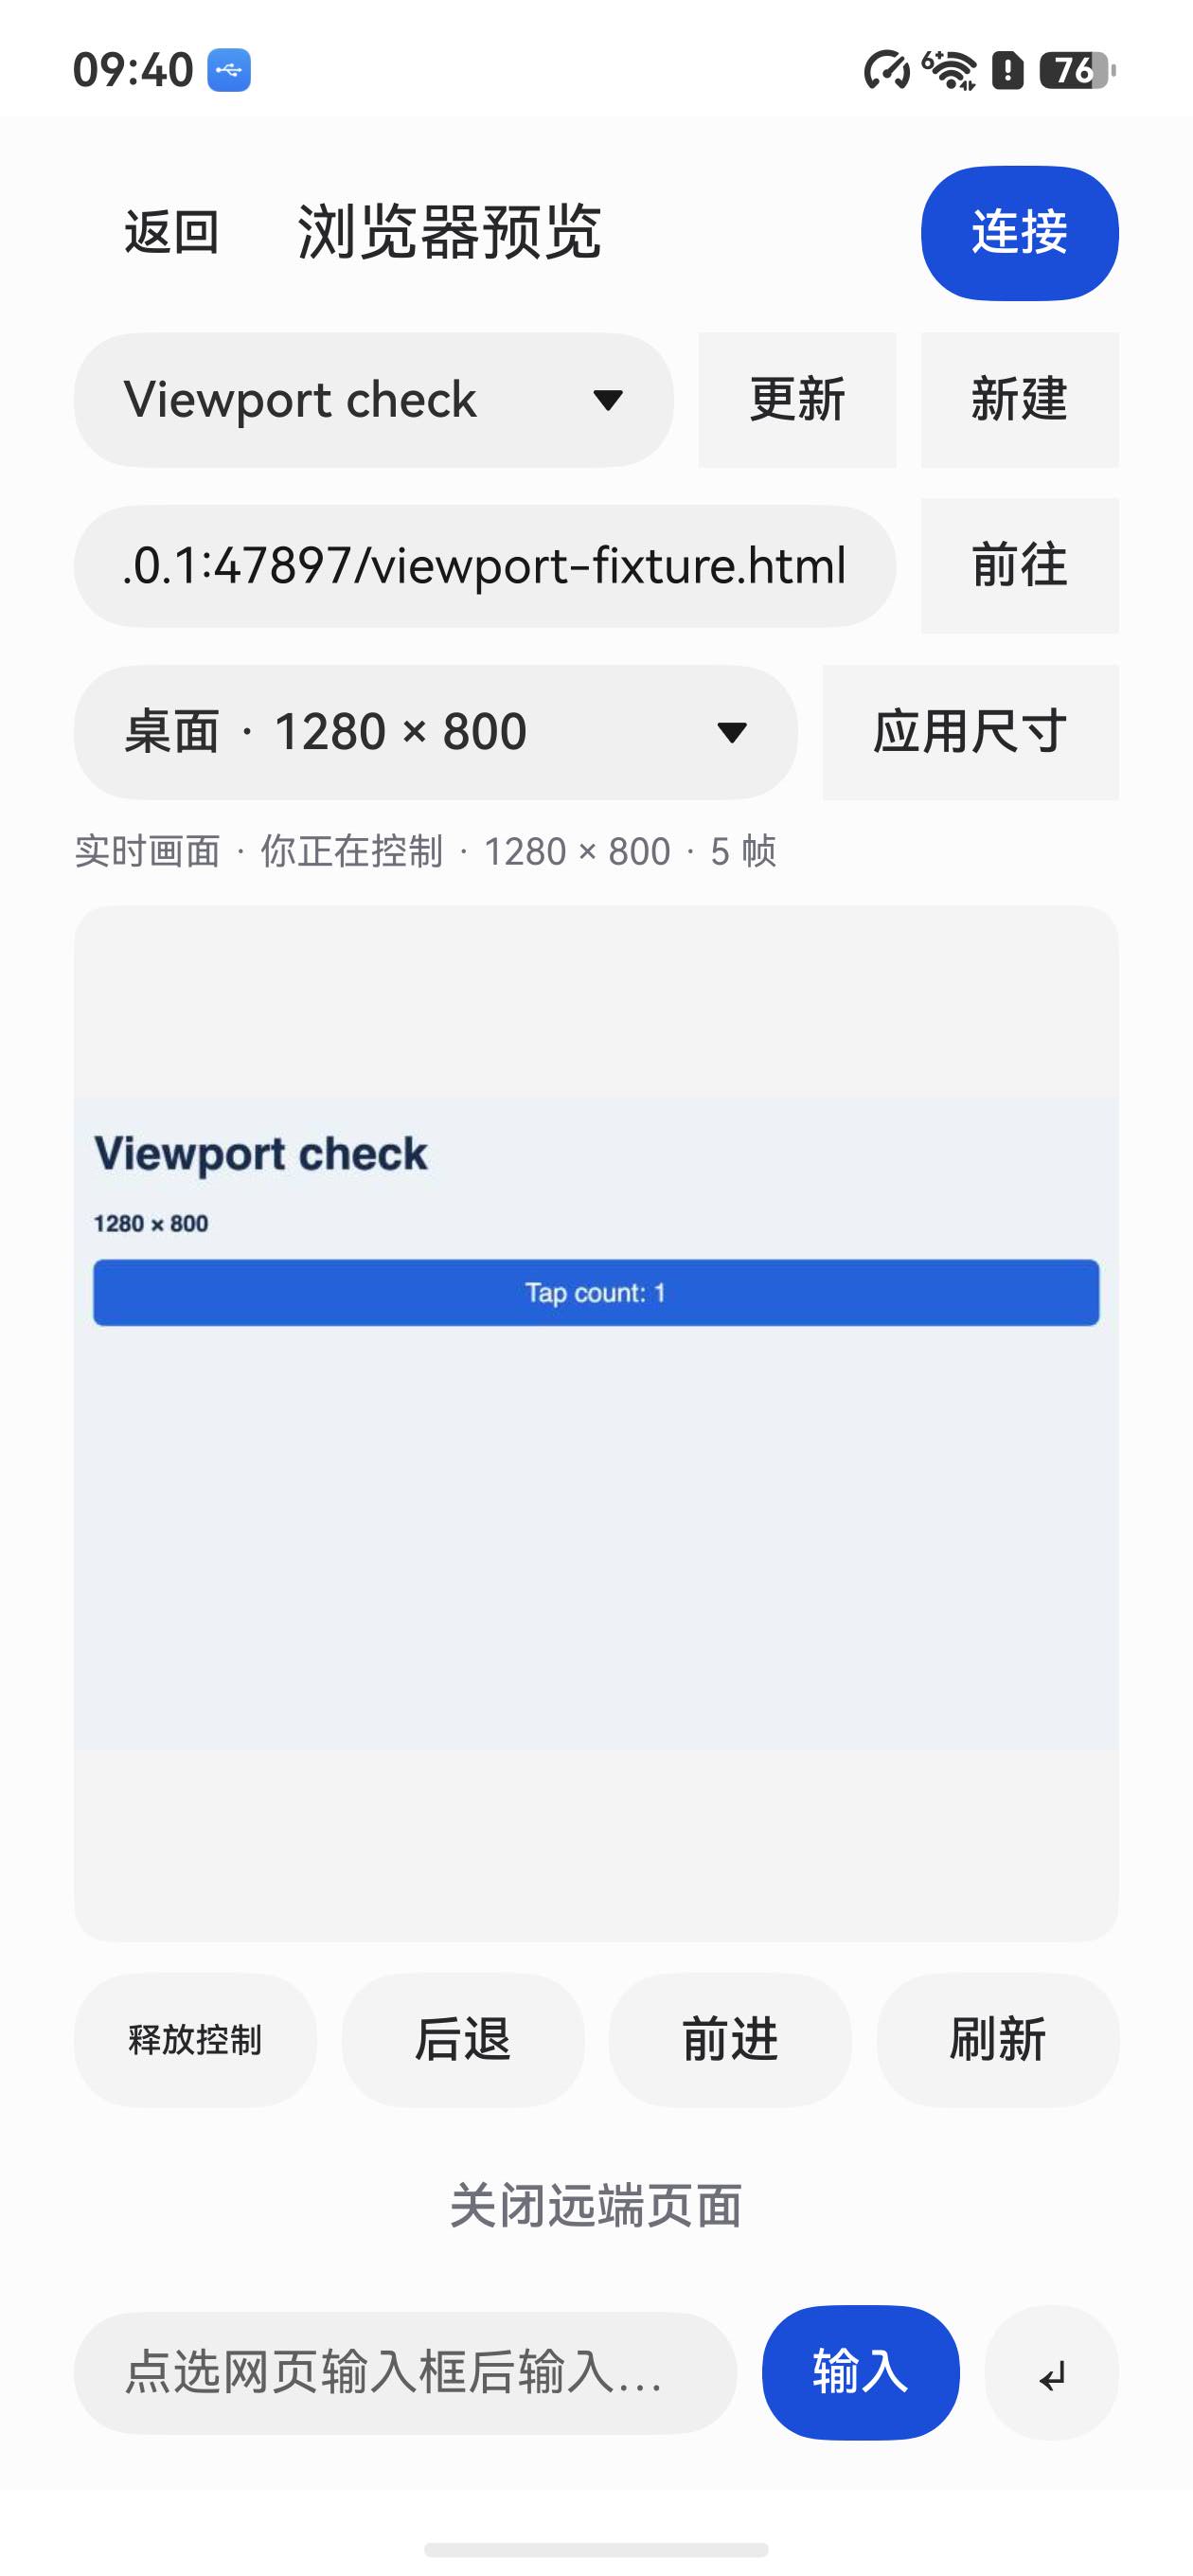 09:40
76
返回 浏览器预览 连接
Viewport check 更新 新建
.0.1:47897/viewport-fixture.html 前往
桌面 · 1280 × 800 应用尺寸
实时画面 · 你正在控制 · 1280 × 800 · 5 帧
Viewport check
1280 × 800
Tap count: 1
释放控制 后退 前进 刷新
关闭远端页面
点选网页输入框后输入... 输入